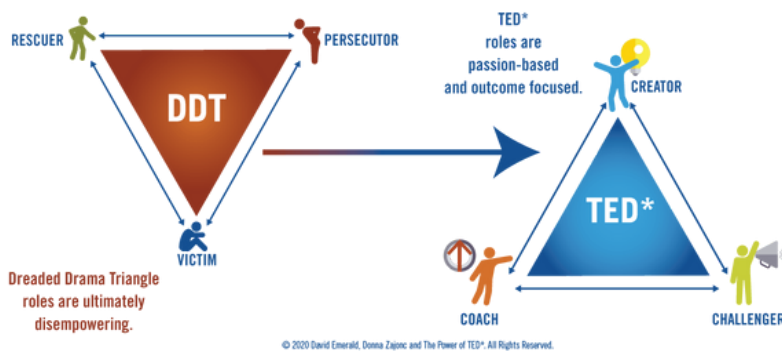 RESCUER
PERSECUTOR
DDT
VICTIM
Dreaded Drama Triangle
roles are ultimately
disempowering.
TED*
roles are
passion-based
and outcome focused.
CREATOR
TED*
COACH
CHALLENGER
© 2020 David Emerald, Donna Zajonc and The Power of TED*. All Rights Reserved.